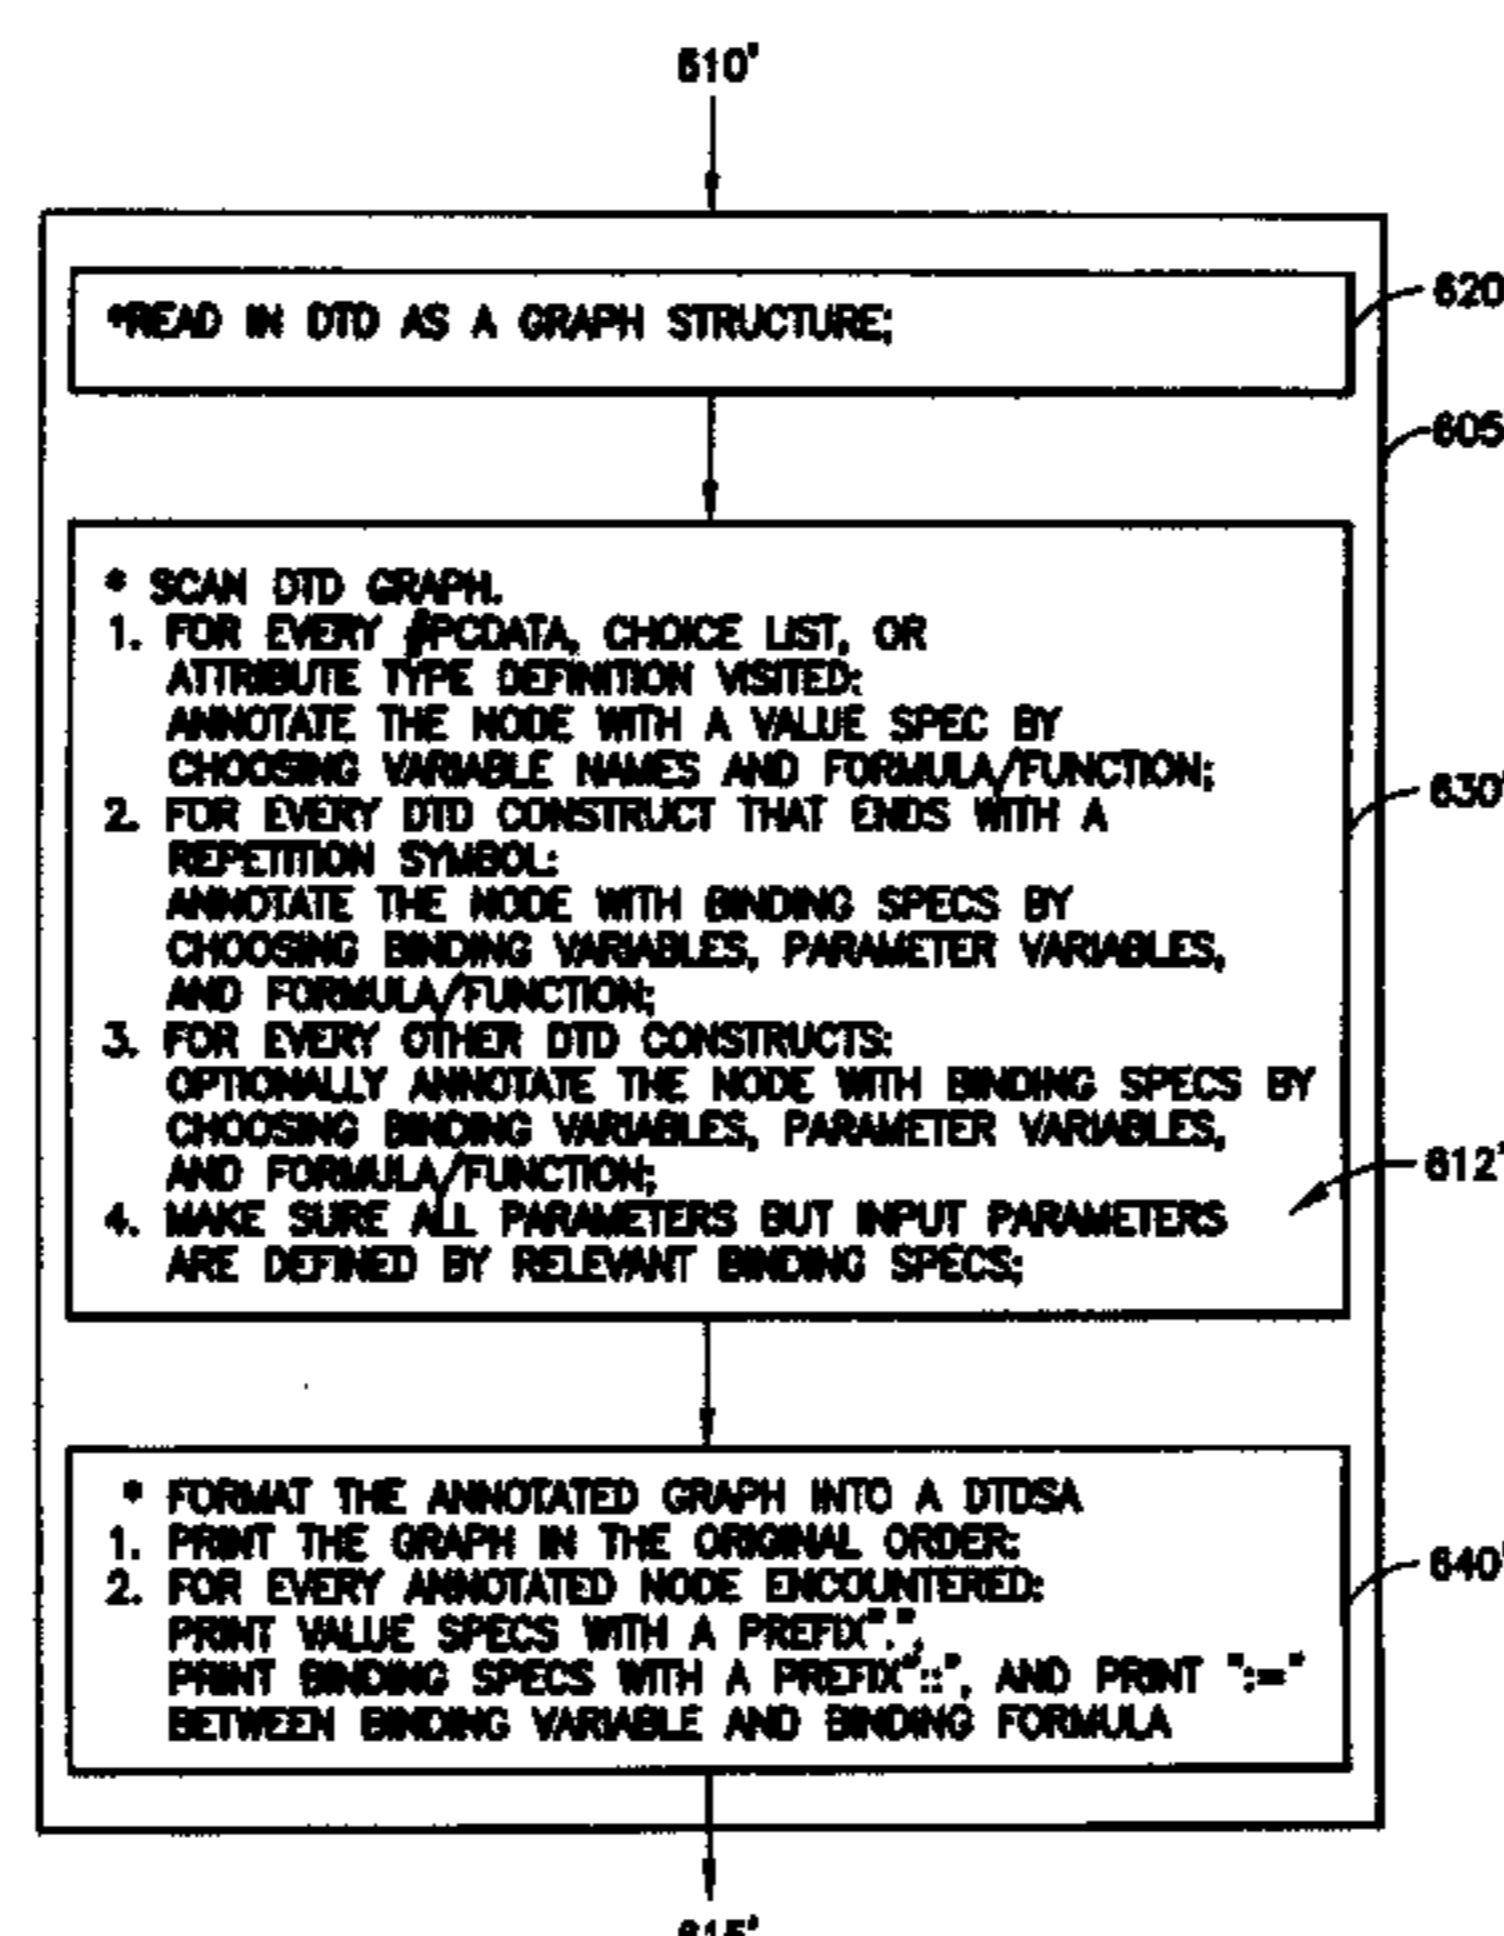 610'
*READ IN DTD AS A GRAPH STRUCTURE;
620
605
* SCAN DTD GRAPH.
1. FOR EVERY #PCDATA, CHOICE LIST, OR
ATTRIBUTE TYPE DEFINITION VISITED:
ANNOTATE THE NODE WITH A VALUE SPEC BY
CHOOSING VARIABLE NAMES AND FORMULA/FUNCTION;
2. FOR EVERY DTD CONSTRUCT THAT ENDS WITH A
REPETITION SYMBOL:
ANNOTATE THE NODE WITH BINDING SPECS BY
CHOOSING BINDING VARIABLES, PARAMETER VARIABLES,
AND FORMULA/FUNCTION;
3. FOR EVERY OTHER DTD CONSTRUCTS:
OPTIONALLY ANNOTATE THE NODE WITH BINDING SPECS BY
CHOOSING BINDING VARIABLES, PARAMETER VARIABLES,
AND FORMULA/FUNCTION;
4. MAKE SURE ALL PARAMETERS BUT INPUT PARAMETERS
ARE DEFINED BY RELEVANT BINDING SPECS;
630'
612'
* FORMAT THE ANNOTATED GRAPH INTO A DTDSA
1. PRINT THE GRAPH IN THE ORIGINAL ORDER:
2. FOR EVERY ANNOTATED NODE ENCOUNTERED:
PRINT VALUE SPECS WITH A PREFIX":",
PRINT BINDING SPECS WITH A PREFIX"::", AND PRINT ":="
BETWEEN BINDING VARIABLE AND BINDING FORMULA
640'
615'